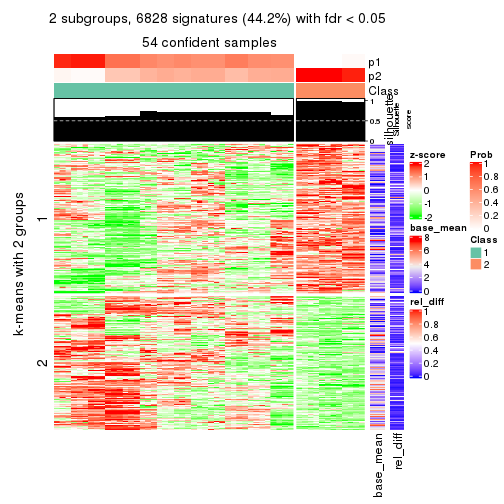 2 subgroups, 6828 signatures (44.2%) with fdr < 0.05
54 confident samples
p1
p2
Class
1
0.5
0
silhouette
Silhouette
score
k-means with 2 groups
1
2
base_mean
rel_diff
z-score
2
1
0
-1
-2
base_mean
8
6
4
2
0
rel_diff
1
0.8
0.6
0.4
0.2
0
Prob
1
0.8
0.6
0.4
0.2
0
Class
1
2